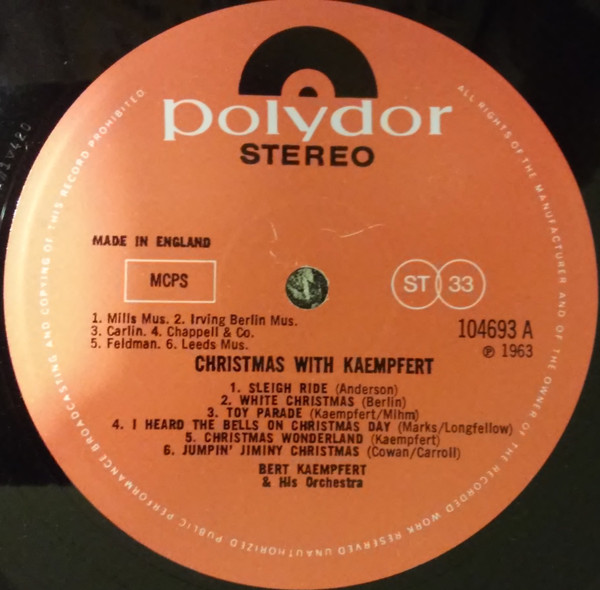 polydor
STEREO
MADE IN ENGLAND
MCPS
ST 33
1. Mills Mus. 2. Irving Berlin Mus.
3. Carlin. 4. Chappell & Co.
5. Feldman. 6. Leeds Mus.
104693 A
℗ 1963
CHRISTMAS WITH KAEMPFERT
1. SLEIGH RIDE (Anderson)
2. WHITE CHRISTMAS (Berlin)
3. TOY PARADE (Kaempfert/Mihm)
4. I HEARD THE BELLS ON CHRISTMAS DAY (Marks/Longfellow)
5. CHRISTMAS WONDERLAND (Kaempfert)
6. JUMPIN' JIMINY CHRISTMAS (Cowan/Carroll)
BERT KAEMPFERT
& His Orchestra
ALL RIGHTS OF THE MANUFACTURER AND OF THE OWNER OF THE RECORDED WORK RESERVED UNAUTHORIZED PUBLIC PERFORMANCE BROADCASTING AND COPYING OF THIS RECORD PROHIBITED